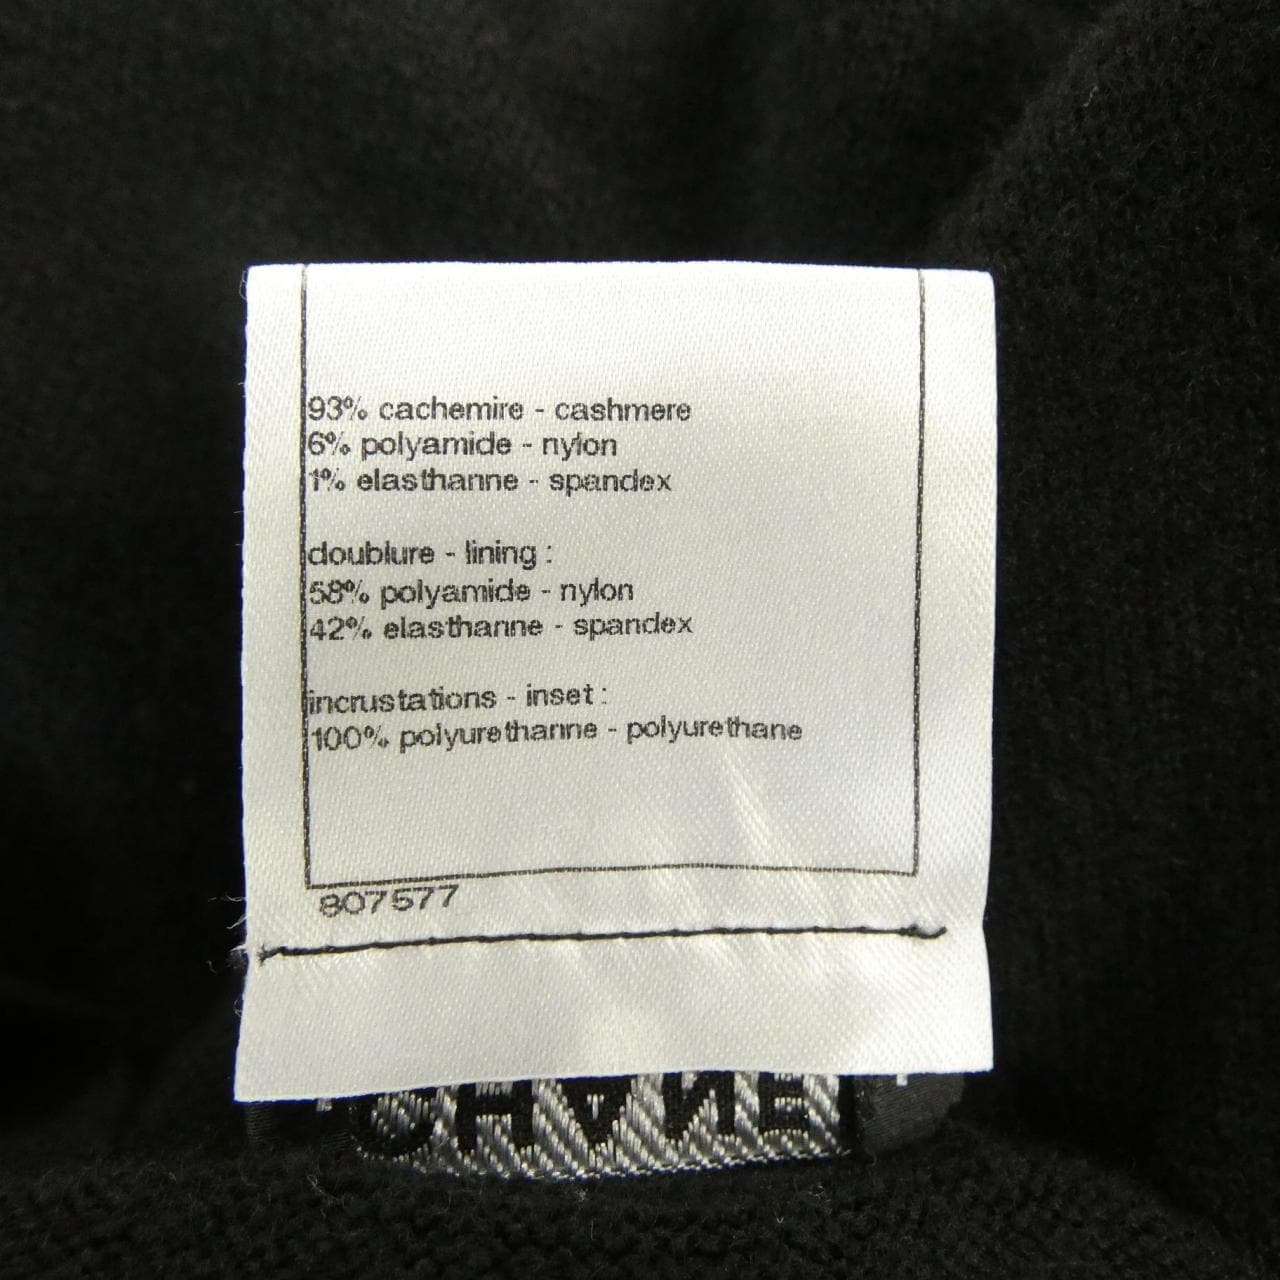 93% cachemire - cashmere
6% polyamide - nylon
1% elasthanne - spandex
doublure - lining :
58% polyamide - nylon
42% elasthanne - spandex
incrustations - inset :
100% polyurethanne - polyurethane
807577
CHANEL